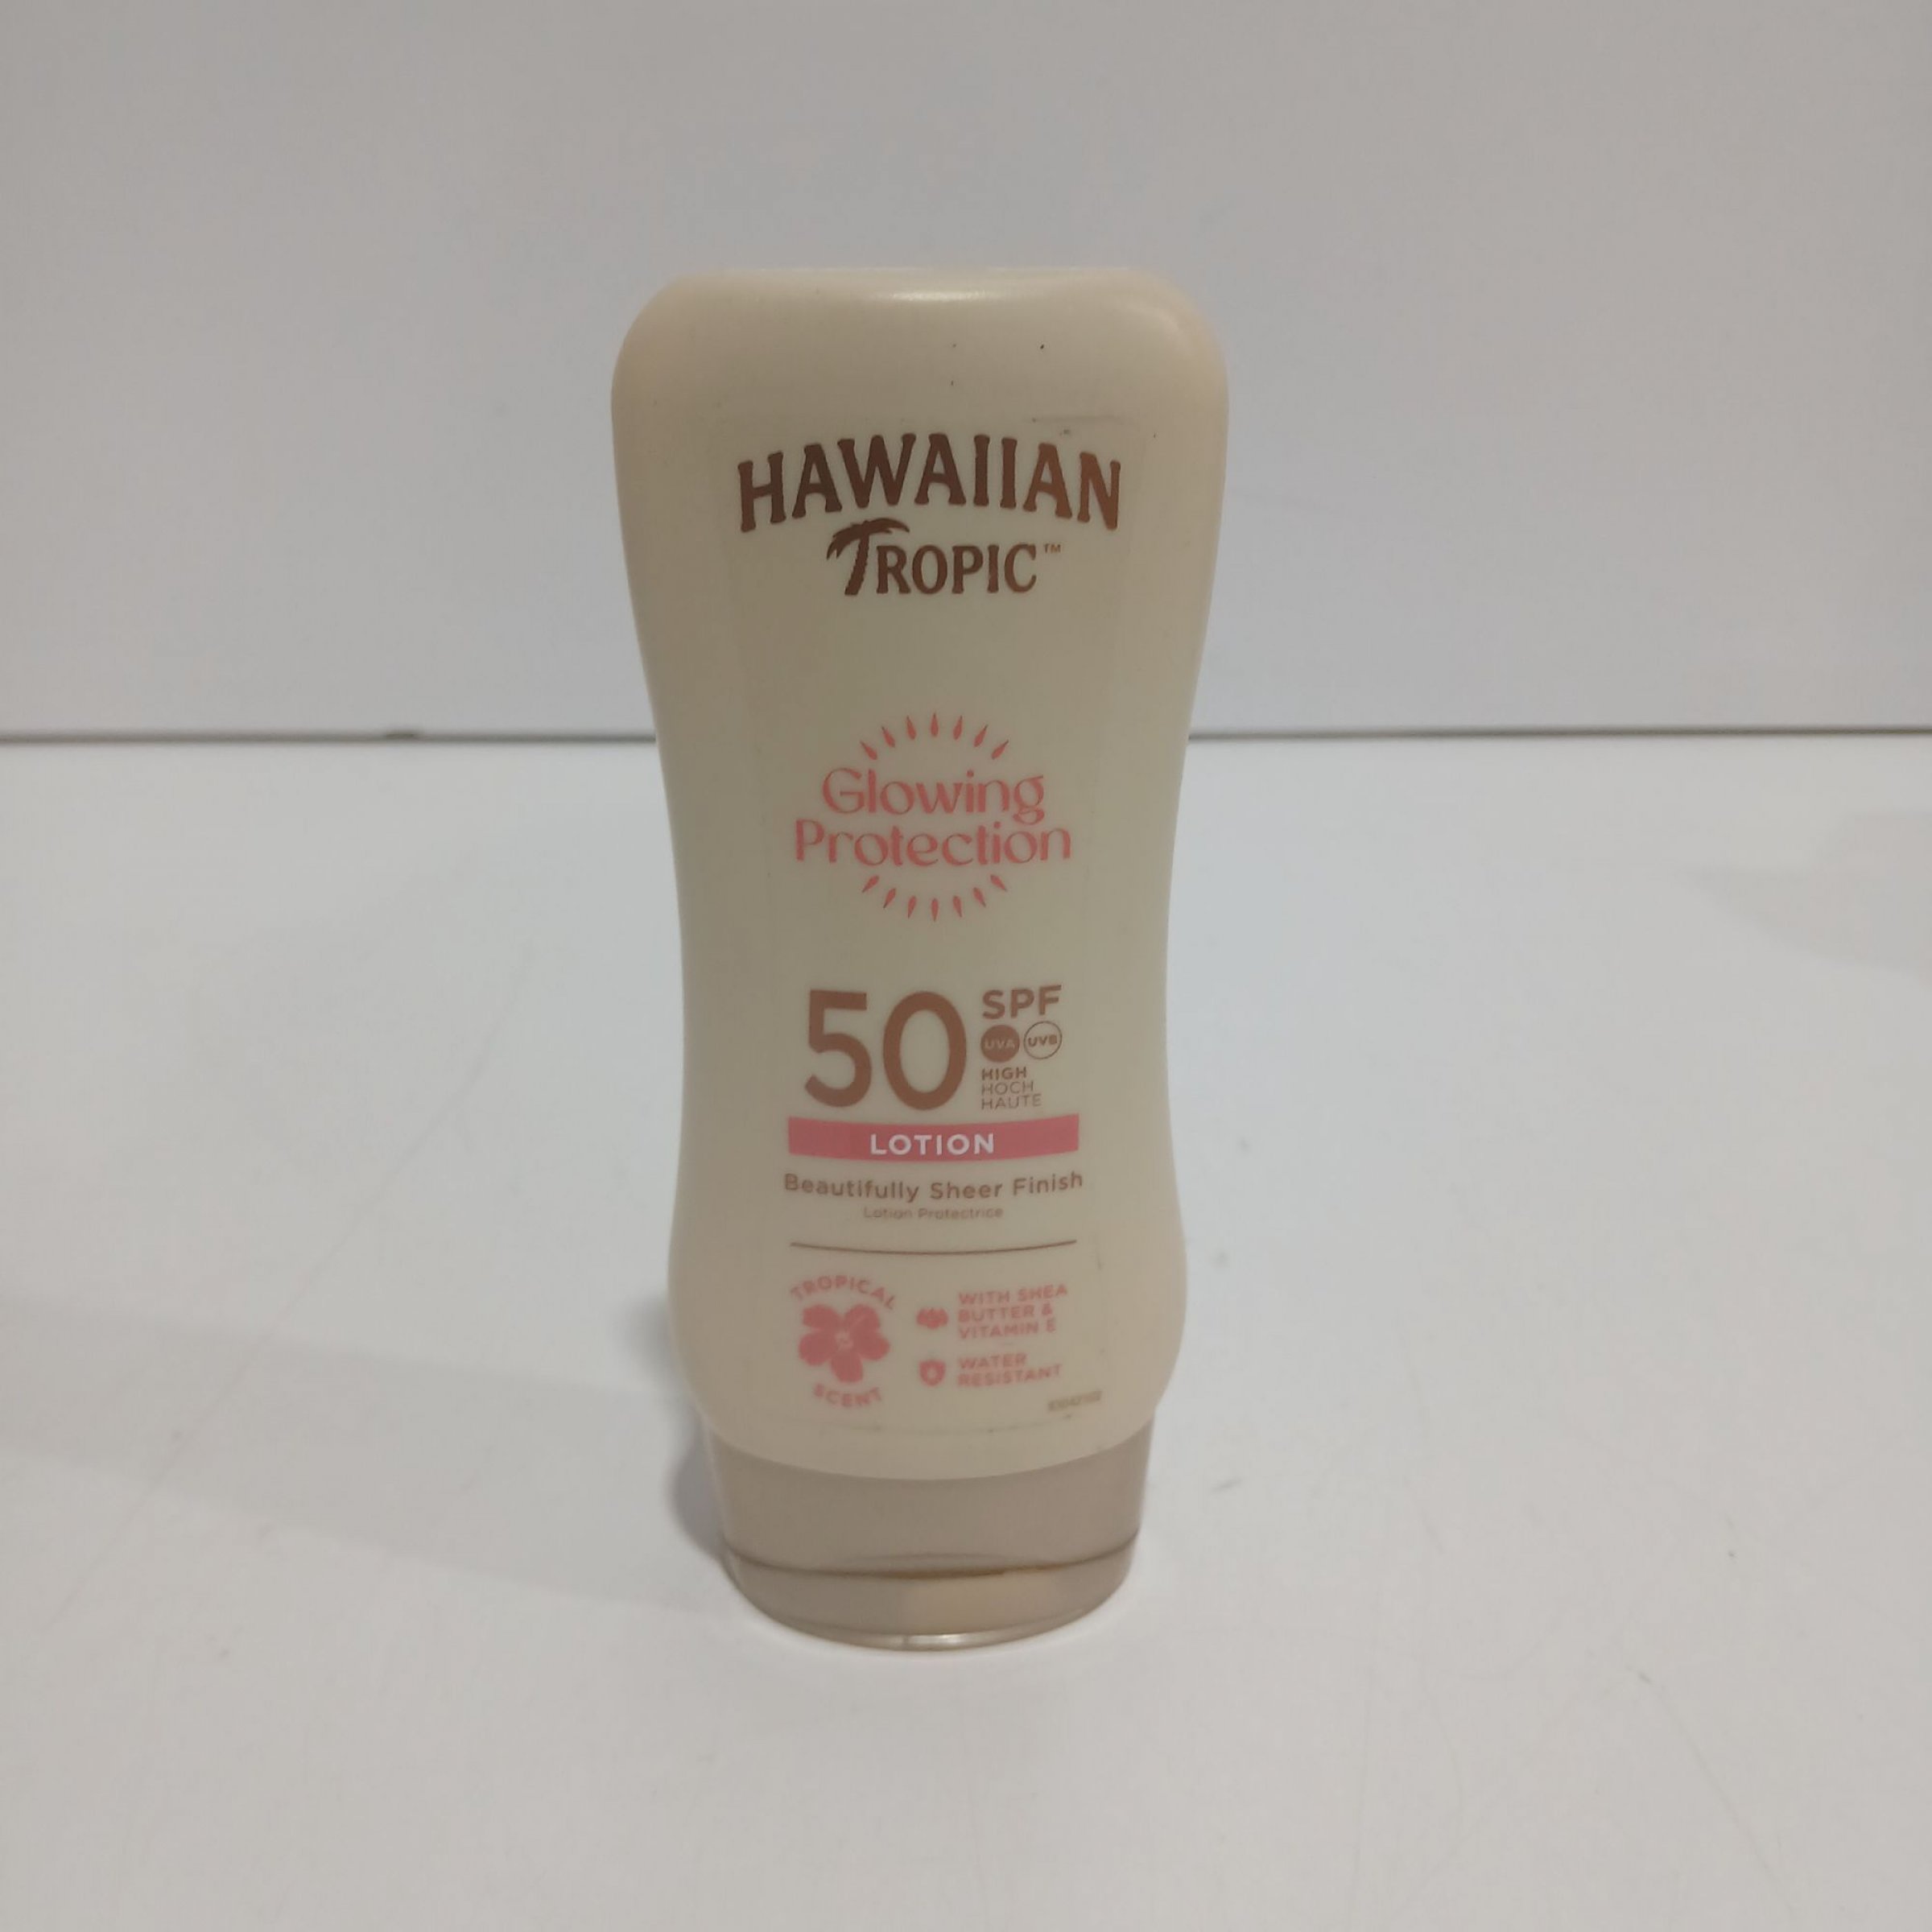 HAWAIIAN
TROPIC™
Glowing
Protection
50 SPF
UVA UVB
HIGH
HOCH
HAUTE
LOTION
Beautifully Sheer Finish
Lotion Protectrice
TROPICAL
SCENT
WITH SHEA
BUTTER &
VITAMIN E
WATER
RESISTANT